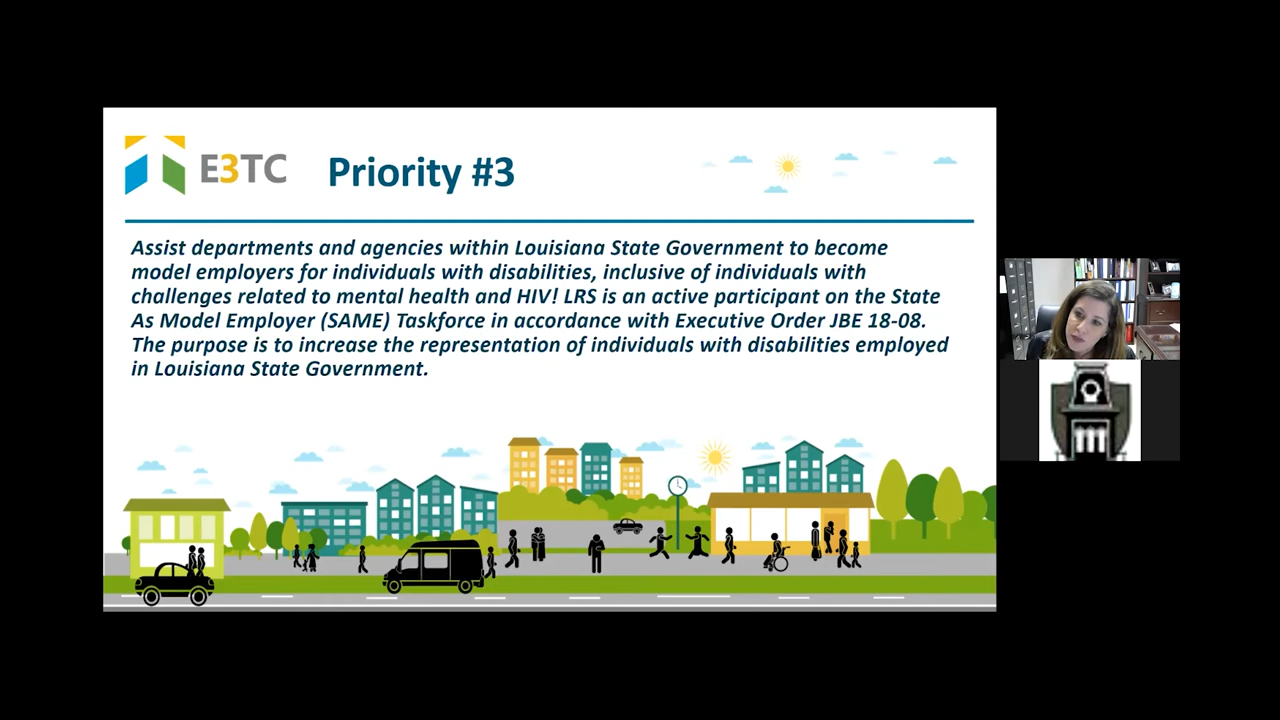 E3TC
Priority #3
Assist departments and agencies within Louisiana State Government to become
model employers for individuals with disabilities, inclusive of individuals with
challenges related to mental health and HIV! LRS is an active participant on the State
As Model Employer (SAME) Taskforce in accordance with Executive Order JBE 18-08.
The purpose is to increase the representation of individuals with disabilities employed
in Louisiana State Government.